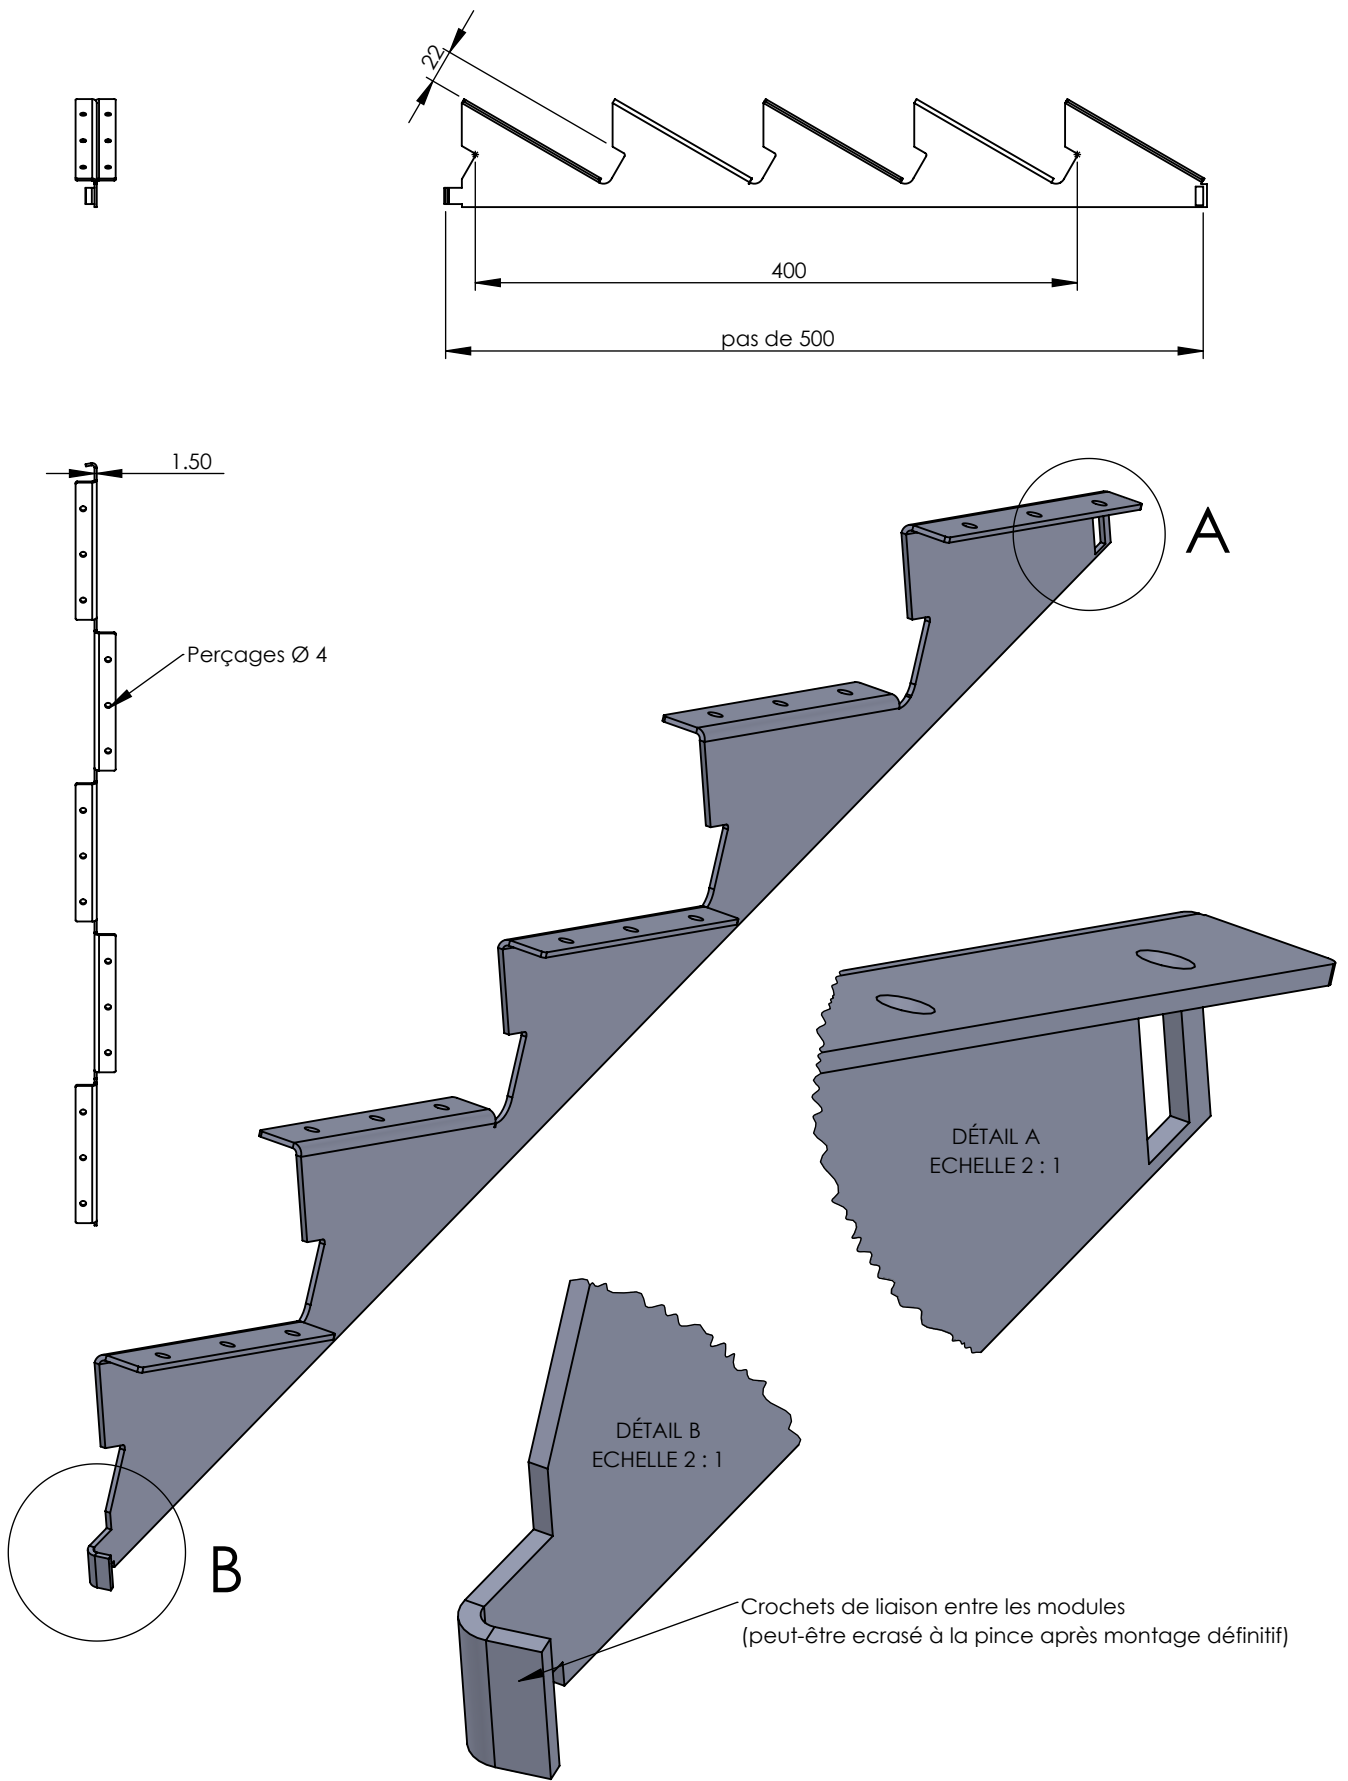 22
400
pas de 500
1.50
A
Perçages Ø 4
DÉTAIL A
ECHELLE 2 : 1
DÉTAIL B
ECHELLE 2 : 1
B
Crochets de liaison entre les modules
(peut-être ecrasé à la pince après montage définitif)